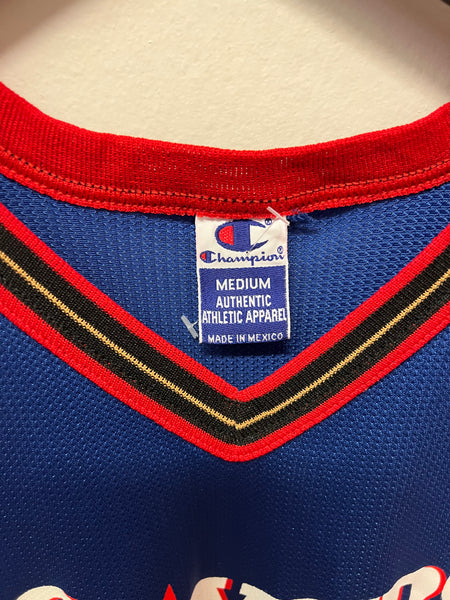 Champion
MEDIUM
AUTHENTIC
ATHLETIC APPAREL
MADE IN MEXICO